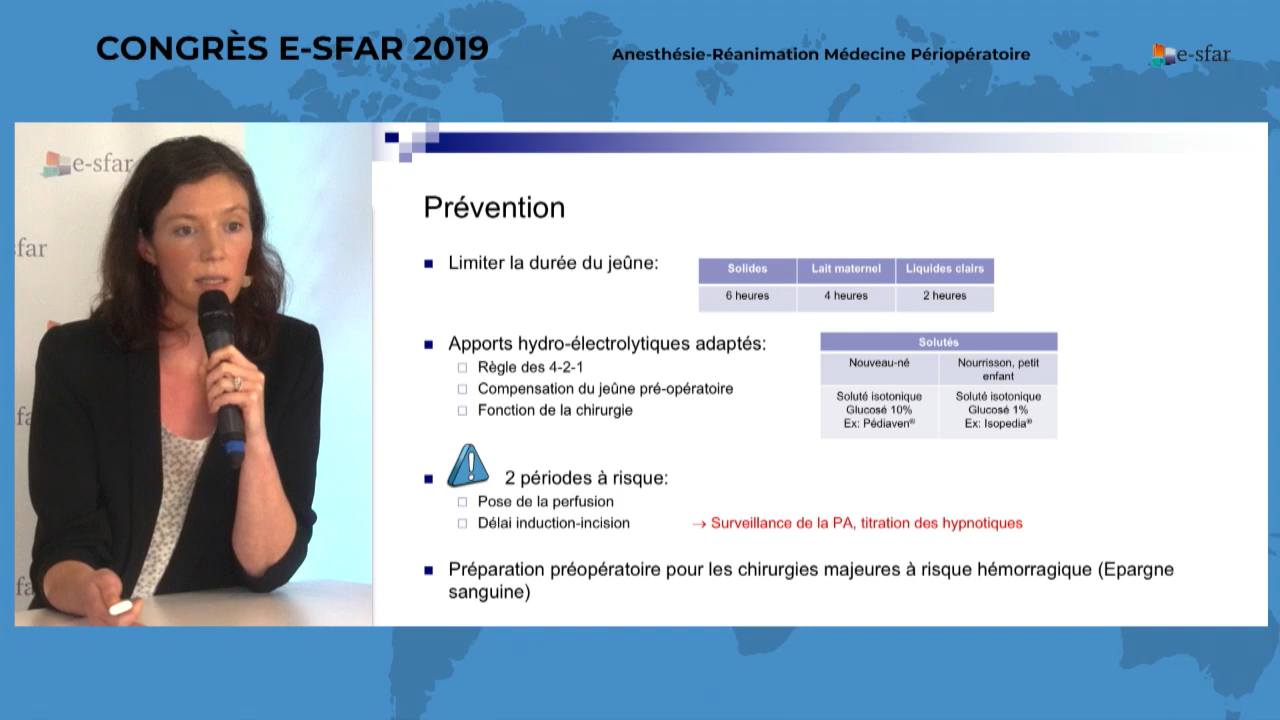 CONGRÈS E-SFAR 2019
Anesthésie-Réanimation Médecine Périopératoire
e-sfar
e-sfar
sfar
Prévention
Limiter la durée du jeûne:
Solides Lait maternel Liquides clairs
6 heures 4 heures 2 heures
Apports hydro-électrolytiques adaptés:
Règle des 4-2-1
Compensation du jeûne pré-opératoire
Fonction de la chirurgie
Solutés
Nouveau-né Nourrisson, petit
enfant
Soluté isotonique Soluté isotonique
Glucosé 10% Glucosé 1%
Ex: Pédiaven® Ex: Isopedia®
2 périodes à risque:
Pose de la perfusion
Délai induction-incision → Surveillance de la PA, titration des hypnotiques
Préparation préopératoire pour les chirurgies majeures à risque hémorragique (Epargne
sanguine)